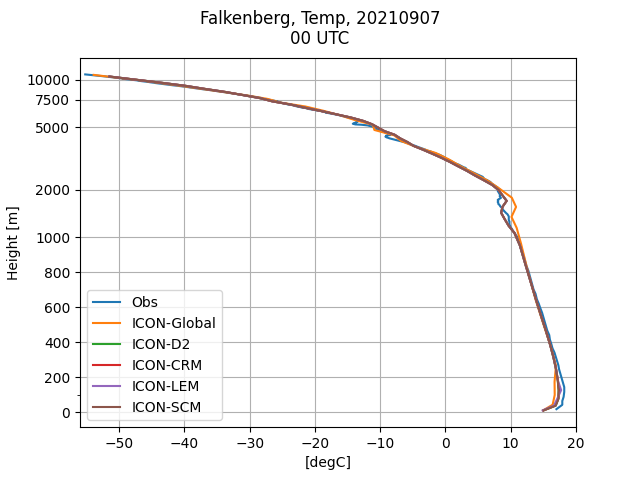 Falkenberg, Temp, 20210907
00 UTC
10000
7500
5000
2000
1000
800
600
400
200
0
Height [m]
Obs
ICON-Global
ICON-D2
ICON-CRM
ICON-LEM
ICON-SCM
−50 −40 −30 −20 −10 0 10 20
[degC]